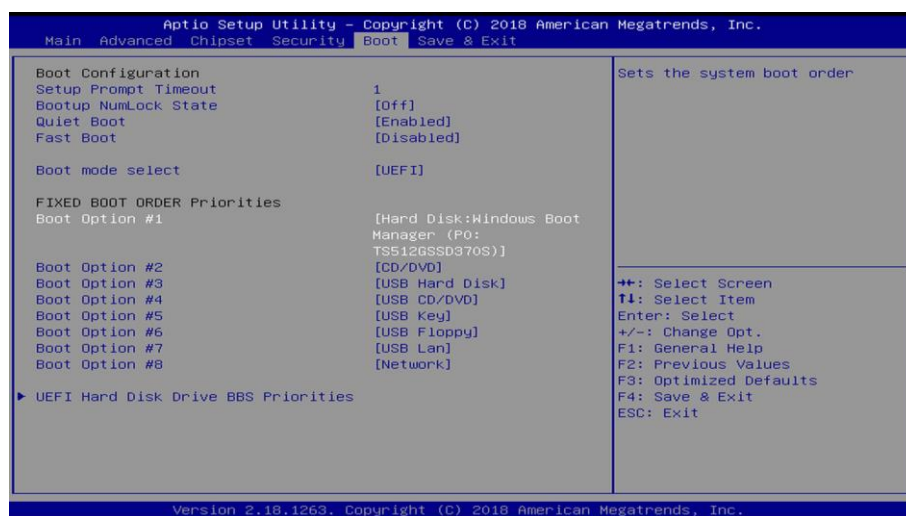 Aptio Setup Utility – Copyright (C) 2018 American Megatrends, Inc.
Main Advanced Chipset Security Boot Save & Exit
Boot Configuration
Setup Prompt Timeout 1
Bootup NumLock State [Off]
Quiet Boot [Enabled]
Fast Boot [Disabled]
Boot mode select [UEFI]
FIXED BOOT ORDER Priorities
Boot Option #1 [Hard Disk:Windows Boot
Manager (P0:
TS512GSSD370S)]
Boot Option #2 [CD/DVD]
Boot Option #3 [USB Hard Disk]
Boot Option #4 [USB CD/DVD]
Boot Option #5 [USB Key]
Boot Option #6 [USB Floppy]
Boot Option #7 [USB Lan]
Boot Option #8 [Network]
UEFI Hard Disk Drive BBS Priorities
Sets the system boot order
→←: Select Screen
↑↓: Select Item
Enter: Select
+/-: Change Opt.
F1: General Help
F2: Previous Values
F3: Optimized Defaults
F4: Save & Exit
ESC: Exit
Version 2.18.1263. Copyright (C) 2018 American Megatrends, Inc.